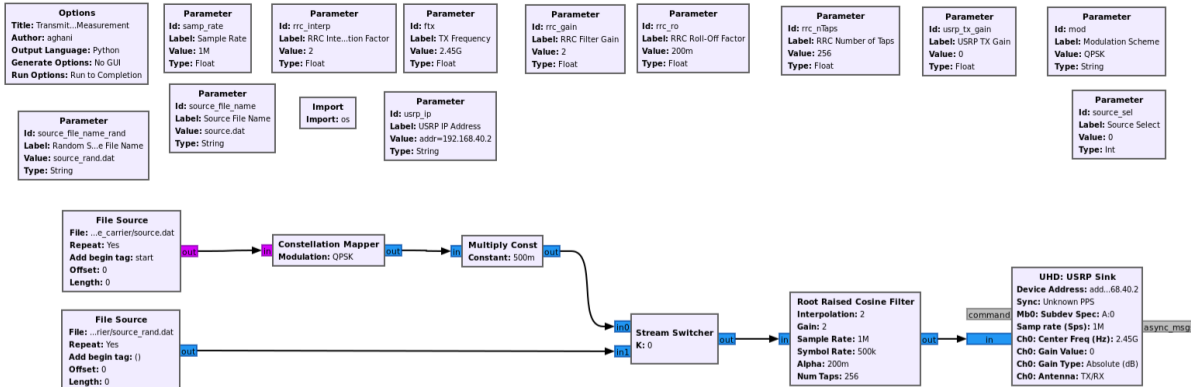 Options
Title: Transmit...Measurement
Author: aghani
Output Language: Python
Generate Options: No GUI
Run Options: Run to Completion
Parameter
Id: samp_rate
Label: Sample Rate
Value: 1M
Type: Float
Parameter
Id: rrc_interp
Label: RRC Inte...tion Factor
Value: 2
Type: Float
Parameter
Id: ftx
Label: TX Frequency
Value: 2.45G
Type: Float
Parameter
Id: rrc_gain
Label: RRC Filter Gain
Value: 2
Type: Float
Parameter
Id: rrc_ro
Label: RRC Roll-Off Factor
Value: 200m
Type: Float
Parameter
Id: rrc_nTaps
Label: RRC Number of Taps
Value: 256
Type: Float
Parameter
Id: usrp_tx_gain
Label: USRP TX Gain
Value: 0
Type: Float
Parameter
Id: mod
Label: Modulation Scheme
Value: QPSK
Type: String
Parameter
Id: source_file_name_rand
Label: Random S...e File Name
Value: source_rand.dat
Type: String
Parameter
Id: source_file_name
Label: Source File Name
Value: source.dat
Type: String
Import
Import: os
Parameter
Id: usrp_ip
Label: USRP IP Address
Value: addr=192.168.40.2
Type: String
Parameter
Id: source_sel
Label: Source Select
Value: 0
Type: Int
File Source
File: ...e_carrier/source.dat
Repeat: Yes
Add begin tag: start
Offset: 0
Length: 0
out
in
Constellation Mapper
Modulation: QPSK
out
in
Multiply Const
Constant: 500m
out
File Source
File: ...rier/source_rand.dat
Repeat: Yes
Add begin tag: ()
Offset: 0
Length: 0
out
in0
in1
Stream Switcher
K: 0
out
in
Root Raised Cosine Filter
Interpolation: 2
Gain: 2
Sample Rate: 1M
Symbol Rate: 500k
Alpha: 200m
Num Taps: 256
out
command
in
UHD: USRP Sink
Device Address: add...68.40.2
Sync: Unknown PPS
Mb0: Subdev Spec: A:0
Samp rate (Sps): 1M
Ch0: Center Freq (Hz): 2.45G
Ch0: Gain Value: 0
Ch0: Gain Type: Absolute (dB)
Ch0: Antenna: TX/RX
async_msg